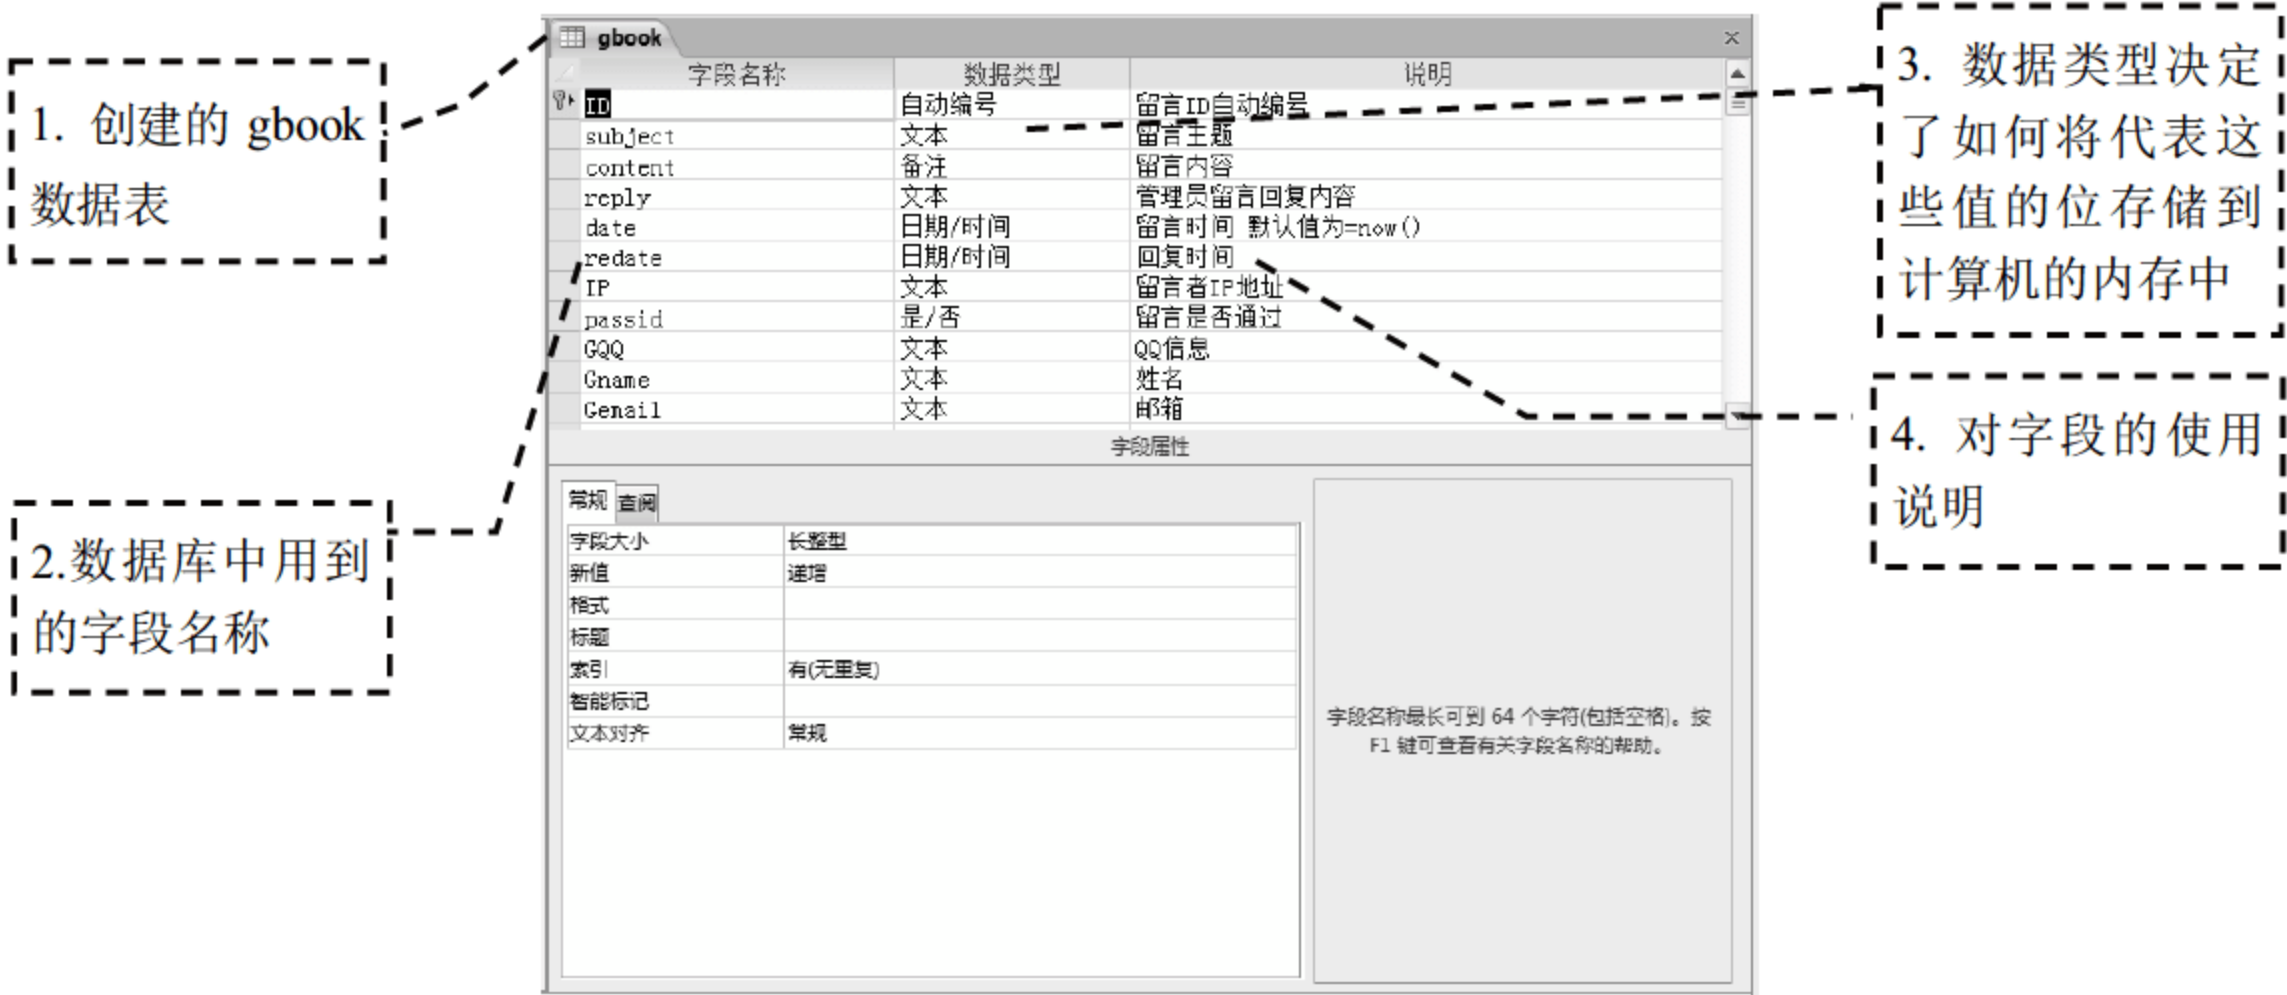 1. 创建的 gbook
数据表
2.数据库中用到
的字段名称
gbook
字段名称 数据类型 说明
ID 自动编号 留言ID自动编号
subject 文本 留言主题
content 备注 留言内容
reply 文本 管理员留言回复内容
date 日期/时间 留言时间 默认值为=now()
redate 日期/时间 回复时间
IP 文本 留言者IP地址
passid 是/否 留言是否通过
GQQ 文本 QQ信息
Gname 文本 姓名
Gemail 文本 邮箱
字段属性
常规 查阅
字段大小 长整型
新值 递增
格式
标题
索引 有(无重复)
智能标记
文本对齐 常规
字段名称最长可到 64 个字符(包括空格)。按
F1 键可查看有关字段名称的帮助。
3. 数据类型决定
了如何将代表这
些值的位存储到
计算机的内存中
4. 对字段的使用
说明